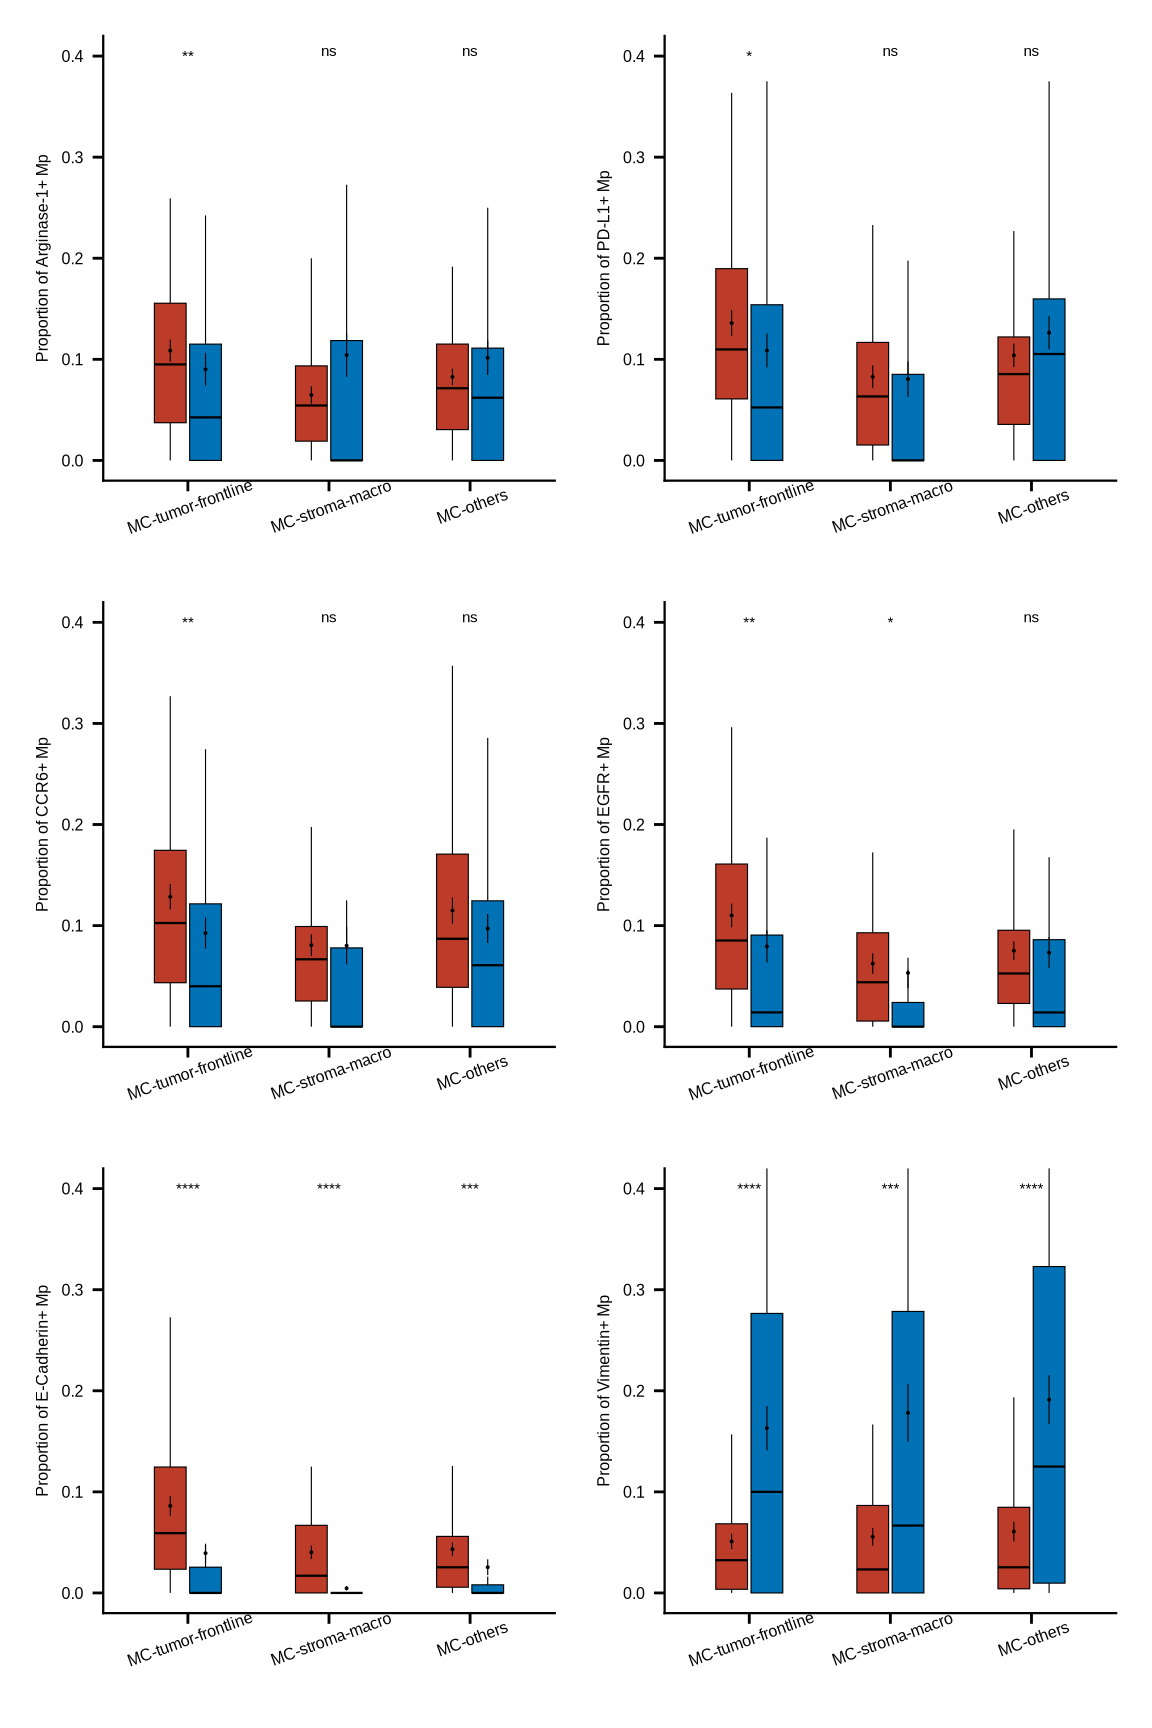 ** ns ns
0.4
0.3
0.2
0.1
0.0
Proportion of Arginase-1+ Mp
MC-tumor-frontline MC-stroma-macro MC-others
* ns ns
0.4
0.3
0.2
0.1
0.0
Proportion of PD-L1+ Mp
MC-tumor-frontline MC-stroma-macro MC-others
** ns ns
0.4
0.3
0.2
0.1
0.0
Proportion of CCR6+ Mp
MC-tumor-frontline MC-stroma-macro MC-others
** * ns
0.4
0.3
0.2
0.1
0.0
Proportion of EGFR+ Mp
MC-tumor-frontline MC-stroma-macro MC-others
**** **** ***
0.4
0.3
0.2
0.1
0.0
Proportion of E-Cadherin+ Mp
MC-tumor-frontline MC-stroma-macro MC-others
**** *** ****
0.4
0.3
0.2
0.1
0.0
Proportion of Vimentin+ Mp
MC-tumor-frontline MC-stroma-macro MC-others